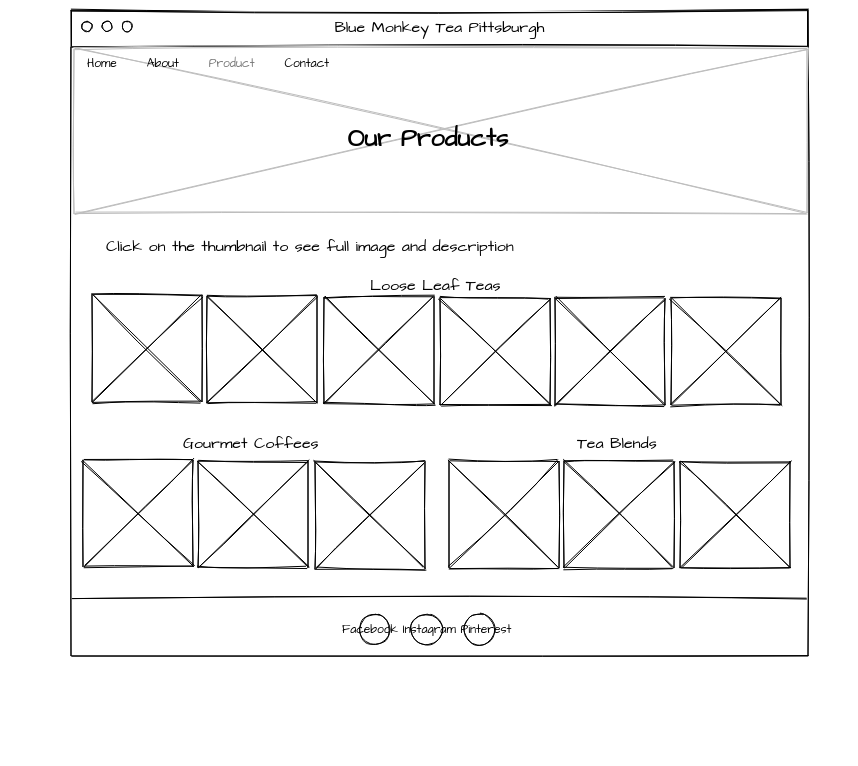 Blue Monkey Tea Pittsburgh
Home About Product Contact
Our Products
Click on the thumbnail to see full image and description
Loose Leaf Teas
Gourmet Coffees Tea Blends
Facebook Instagram Pinterest